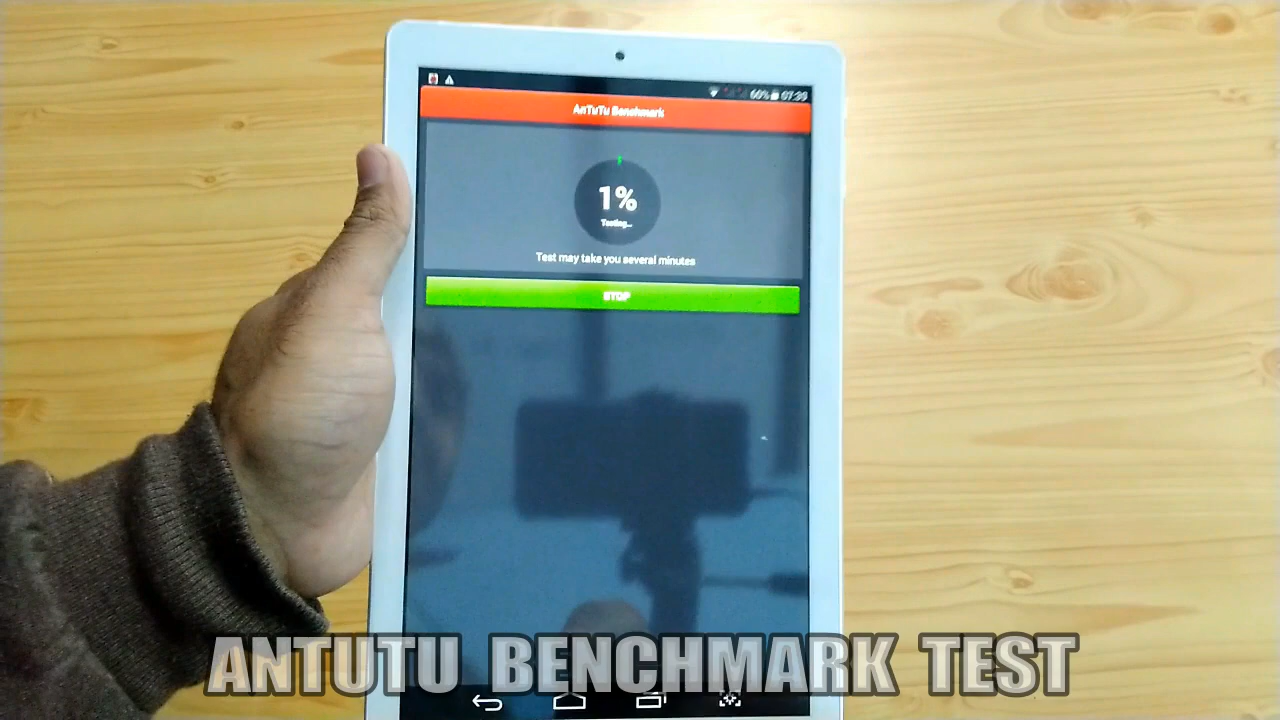 60% 07:39
AnTuTu Benchmark
1%
Testing...
Test may take you several minutes
STOP
ANTUTU BENCHMARK TEST